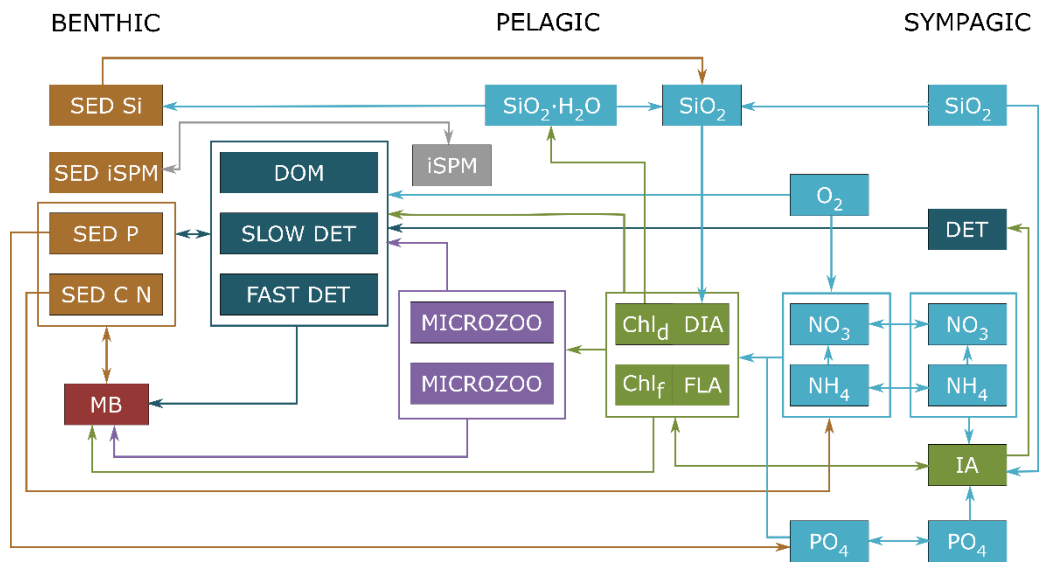 BENTHIC PELAGIC SYMPAGIC
SED Si SiO₂·H₂O SiO₂ SiO₂
SED iSPM DOM iSPM
O₂
SED P SLOW DET DET
SED C N FAST DET
MICROZOO Chl_d DIA NO₃ NO₃
MICROZOO Chl_f FLA NH₄ NH₄
MB
IA
PO₄ PO₄